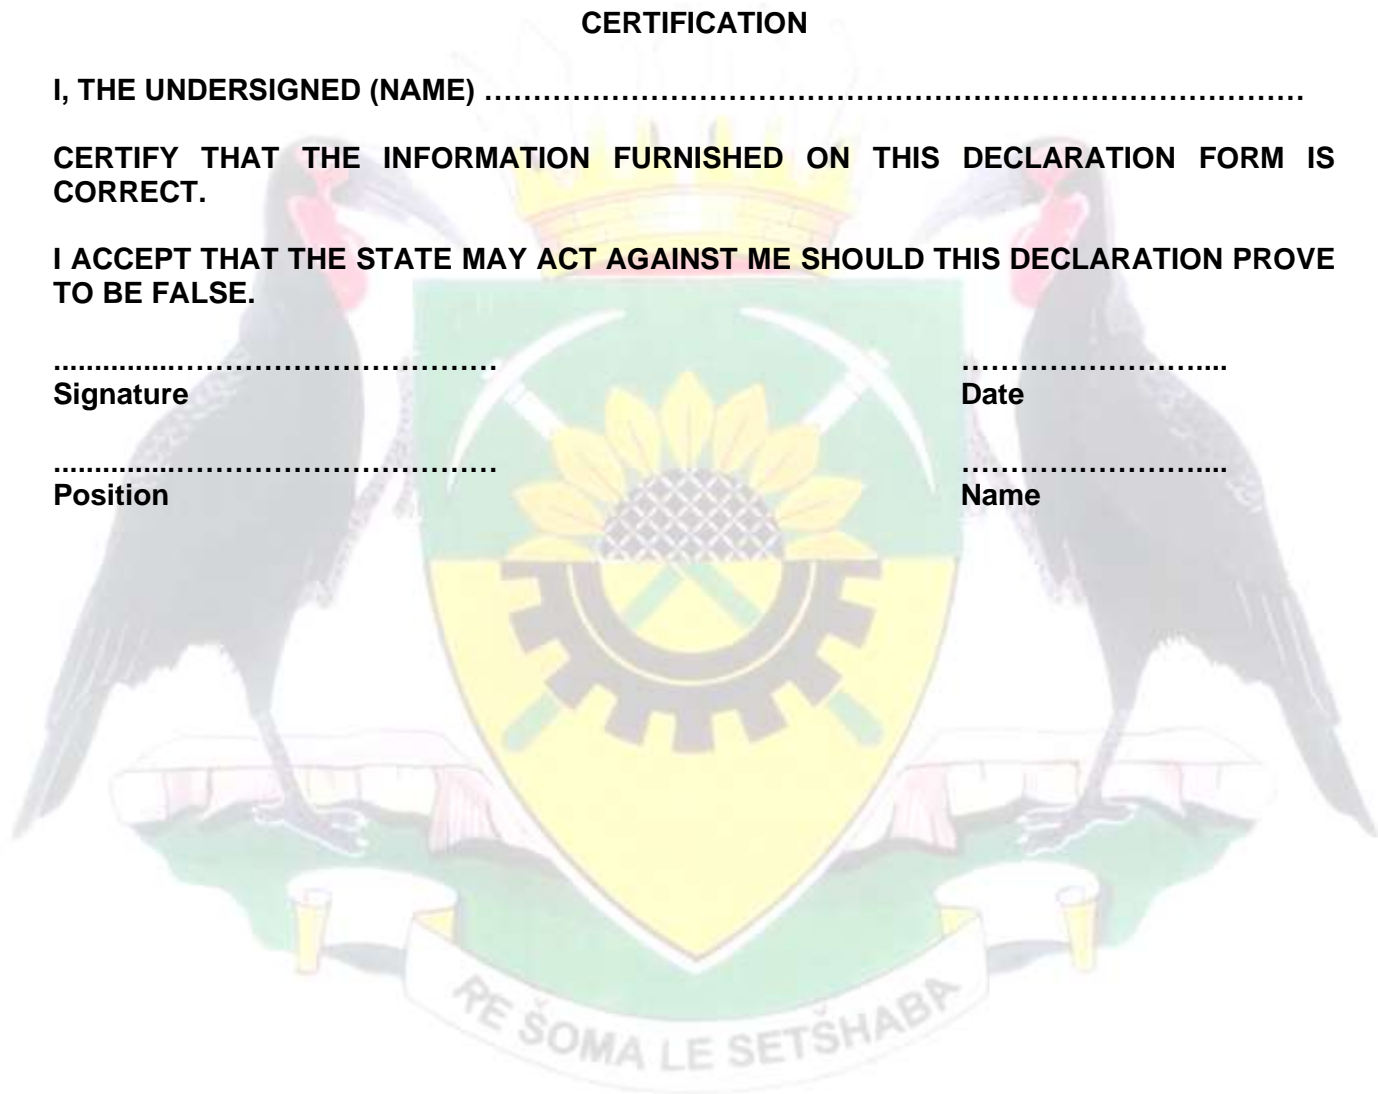 CERTIFICATION
I, THE UNDERSIGNED (NAME) …………………………………………………………………………
CERTIFY THAT THE INFORMATION FURNISHED ON THIS DECLARATION FORM IS
CORRECT.
I ACCEPT THAT THE STATE MAY ACT AGAINST ME SHOULD THIS DECLARATION PROVE
TO BE FALSE.
...............…………………………… ……………………....
Signature Date
...............…………………………… ……………………....
Position Name
RE ŠOMA LE SETŠHABA